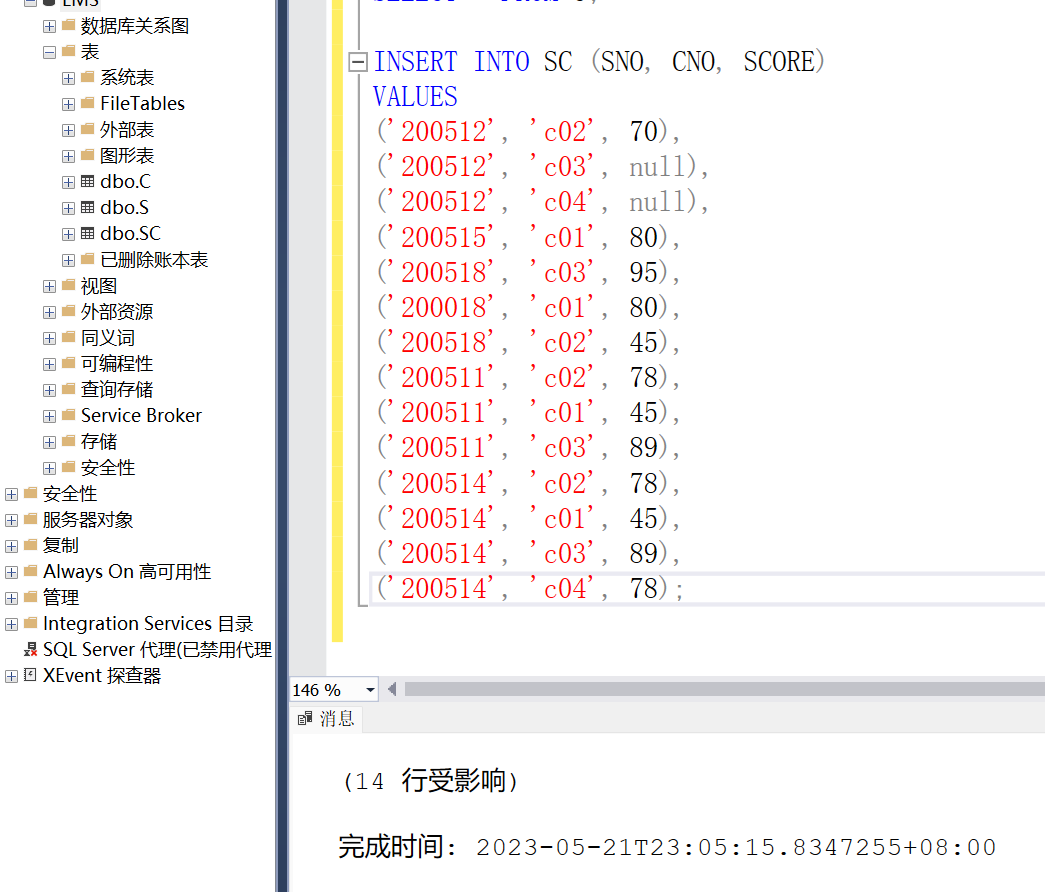 EMS
数据库关系图
表
系统表
FileTables
外部表
图形表
dbo.C
dbo.S
dbo.SC
已删除账本表
视图
外部资源
同义词
可编程性
查询存储
Service Broker
存储
安全性
安全性
服务器对象
复制
Always On 高可用性
管理
Integration Services 目录
SQL Server 代理(已禁用代理
XEvent 探查器
INSERT INTO SC (SNO, CNO, SCORE)
VALUES
('200512', 'c02', 70),
('200512', 'c03', null),
('200512', 'c04', null),
('200515', 'c01', 80),
('200518', 'c03', 95),
('200018', 'c01', 80),
('200518', 'c02', 45),
('200511', 'c02', 78),
('200511', 'c01', 45),
('200511', 'c03', 89),
('200514', 'c02', 78),
('200514', 'c01', 45),
('200514', 'c03', 89),
('200514', 'c04', 78);
146 %
消息
(14 行受影响)
完成时间: 2023-05-21T23:05:15.8347255+08:00